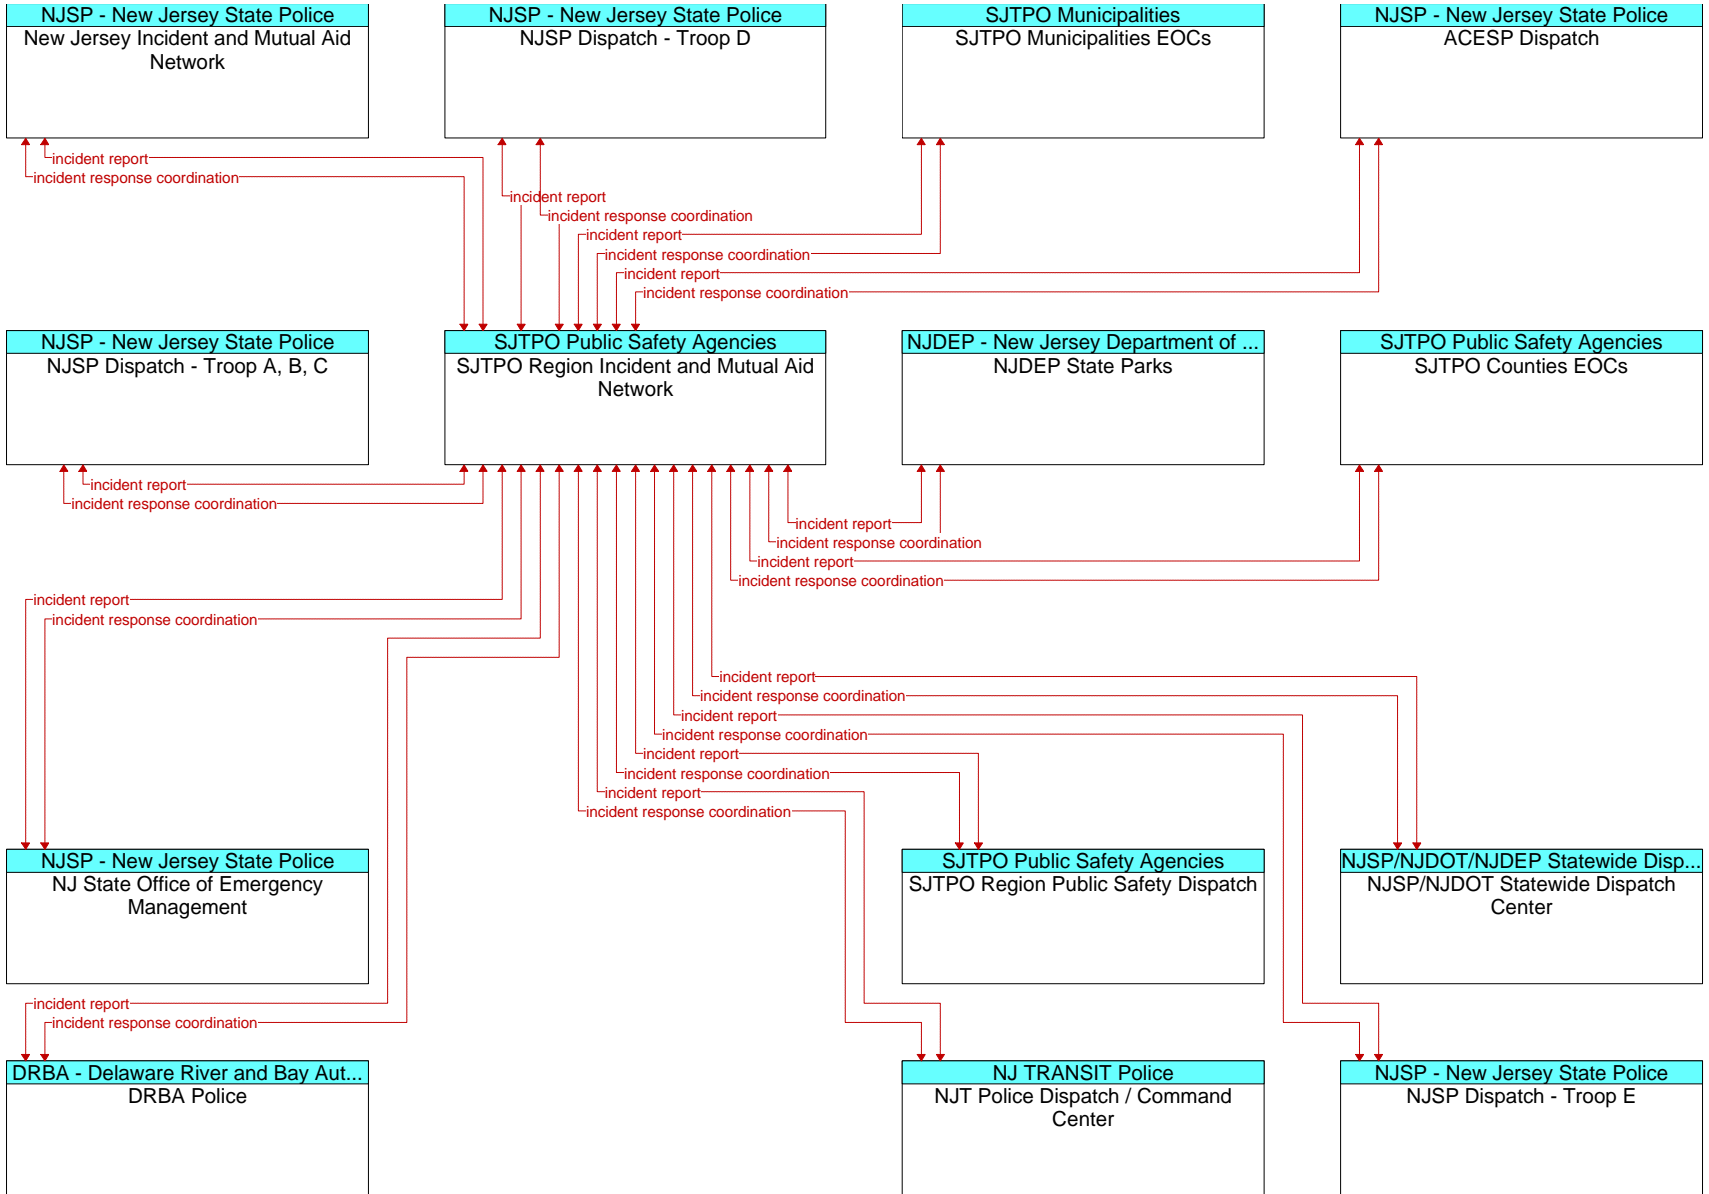 NJSP - New Jersey State Police
New Jersey Incident and Mutual Aid
Network
NJSP - New Jersey State Police
NJSP Dispatch - Troop D
SJTPO Municipalities
SJTPO Municipalities EOCs
NJSP - New Jersey State Police
ACESP Dispatch
incident report
incident response coordination
incident report
incident response coordination
incident report
incident response coordination
incident report
incident response coordination
NJSP - New Jersey State Police
NJSP Dispatch - Troop A, B, C
SJTPO Public Safety Agencies
SJTPO Region Incident and Mutual Aid
Network
NJDEP - New Jersey Department of ...
NJDEP State Parks
SJTPO Public Safety Agencies
SJTPO Counties EOCs
incident report
incident response coordination
incident report
incident response coordination
incident report
incident response coordination
incident report
incident response coordination
incident report
incident response coordination
incident report
incident response coordination
incident report
incident response coordination
incident report
incident response coordination
NJSP - New Jersey State Police
NJ State Office of Emergency
Management
SJTPO Public Safety Agencies
SJTPO Region Public Safety Dispatch
NJSP/NJDOT/NJDEP Statewide Disp...
NJSP/NJDOT Statewide Dispatch
Center
incident report
incident response coordination
DRBA - Delaware River and Bay Aut...
DRBA Police
NJ TRANSIT Police
NJT Police Dispatch / Command
Center
NJSP - New Jersey State Police
NJSP Dispatch - Troop E